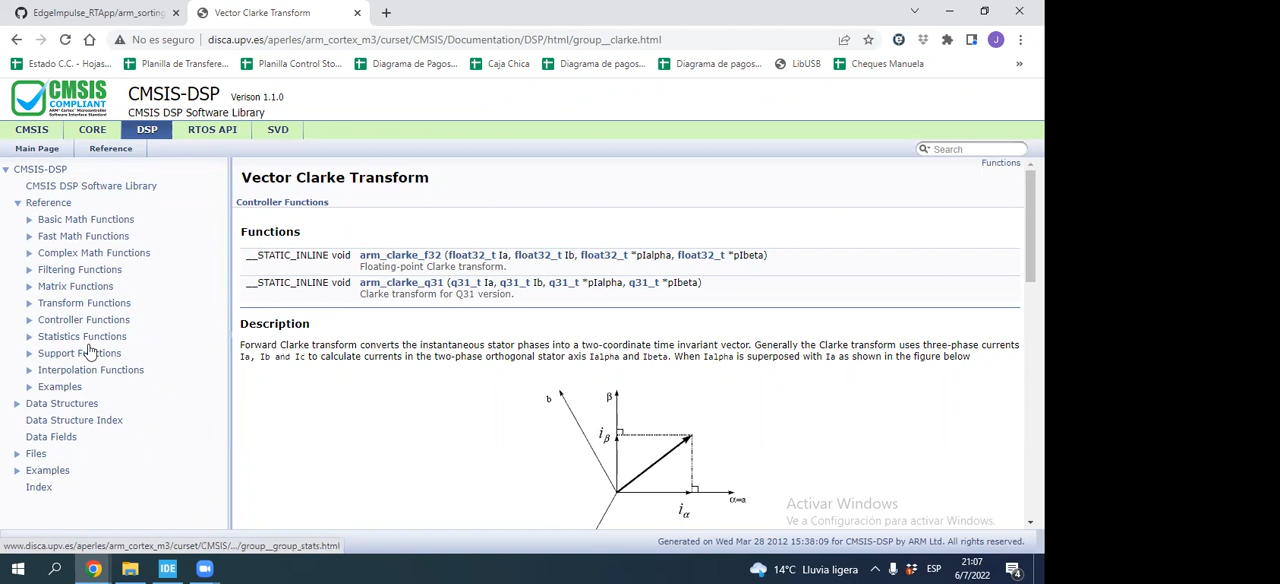 EdgeImpulse_RTApp/arm_sorting
Vector Clarke Transform
No es seguro
disca.upv.es/aperles/arm_cortex_m3/curset/CMSIS/Documentation/DSP/html/group__clarke.html
J
Estado C.C. - Hojas...
Planilla de Transfere...
Planilla Control Sto...
Diagrama de Pagos...
Caja Chica
Diagrama de pagos...
Diagrama de pagos...
LibUSB
Cheques Manuela
»
CMSIS
COMPLIANT
CMSIS-DSP Verison 1.1.0
CMSIS DSP Software Library
CMSIS
CORE
DSP
RTOS API
SVD
Main Page
Reference
Search
CMSIS-DSP
CMSIS DSP Software Library
Reference
Basic Math Functions
Fast Math Functions
Complex Math Functions
Filtering Functions
Matrix Functions
Transform Functions
Controller Functions
Statistics Functions
Support Functions
Interpolation Functions
Examples
Data Structures
Data Structure Index
Data Fields
Files
Examples
Index
Functions
Vector Clarke Transform
Controller Functions
Functions
__STATIC_INLINE void arm_clarke_f32 (float32_t Ia, float32_t Ib, float32_t *pIalpha, float32_t *pIbeta)
Floating-point Clarke transform.
__STATIC_INLINE void arm_clarke_q31 (q31_t Ia, q31_t Ib, q31_t *pIalpha, q31_t *pIbeta)
Clarke transform for Q31 version.
Description
Forward Clarke transform converts the instantaneous stator phases into a two-coordinate time invariant vector. Generally the Clarke transform uses three-phase currents
Ia, Ib and Ic to calculate currents in the two-phase orthogonal stator axis Ialpha and Ibeta. When Ialpha is superposed with Ia as shown in the figure below
b
β
iβ
α=a
iα
Activar Windows
Ve a Configuración para activar Windows.
www.disca.upv.es/aperles/arm_cortex_m3/curset/CMSIS/.../group__group_stats.html
Generated on Wed Mar 28 2012 15:38:09 for CMSIS-DSP by ARM Ltd. All rights reserved.
IDE
14°C Lluvia ligera
ESP
21:07
6/7/2022
4